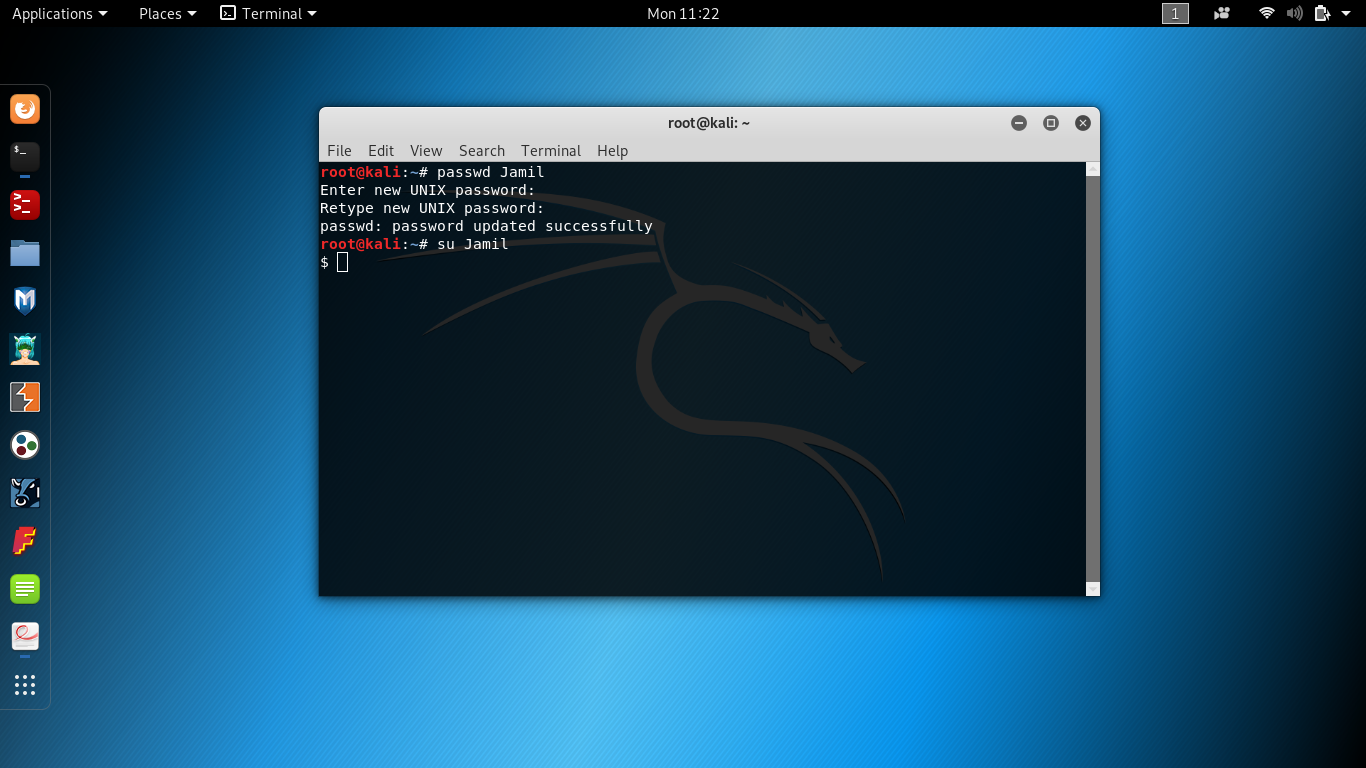 Applications Places Terminal Mon 11:22 1
root@kali: ~
File Edit View Search Terminal Help
root@kali:~# passwd Jamil
Enter new UNIX password:
Retype new UNIX password:
passwd: password updated successfully
root@kali:~# su Jamil
$